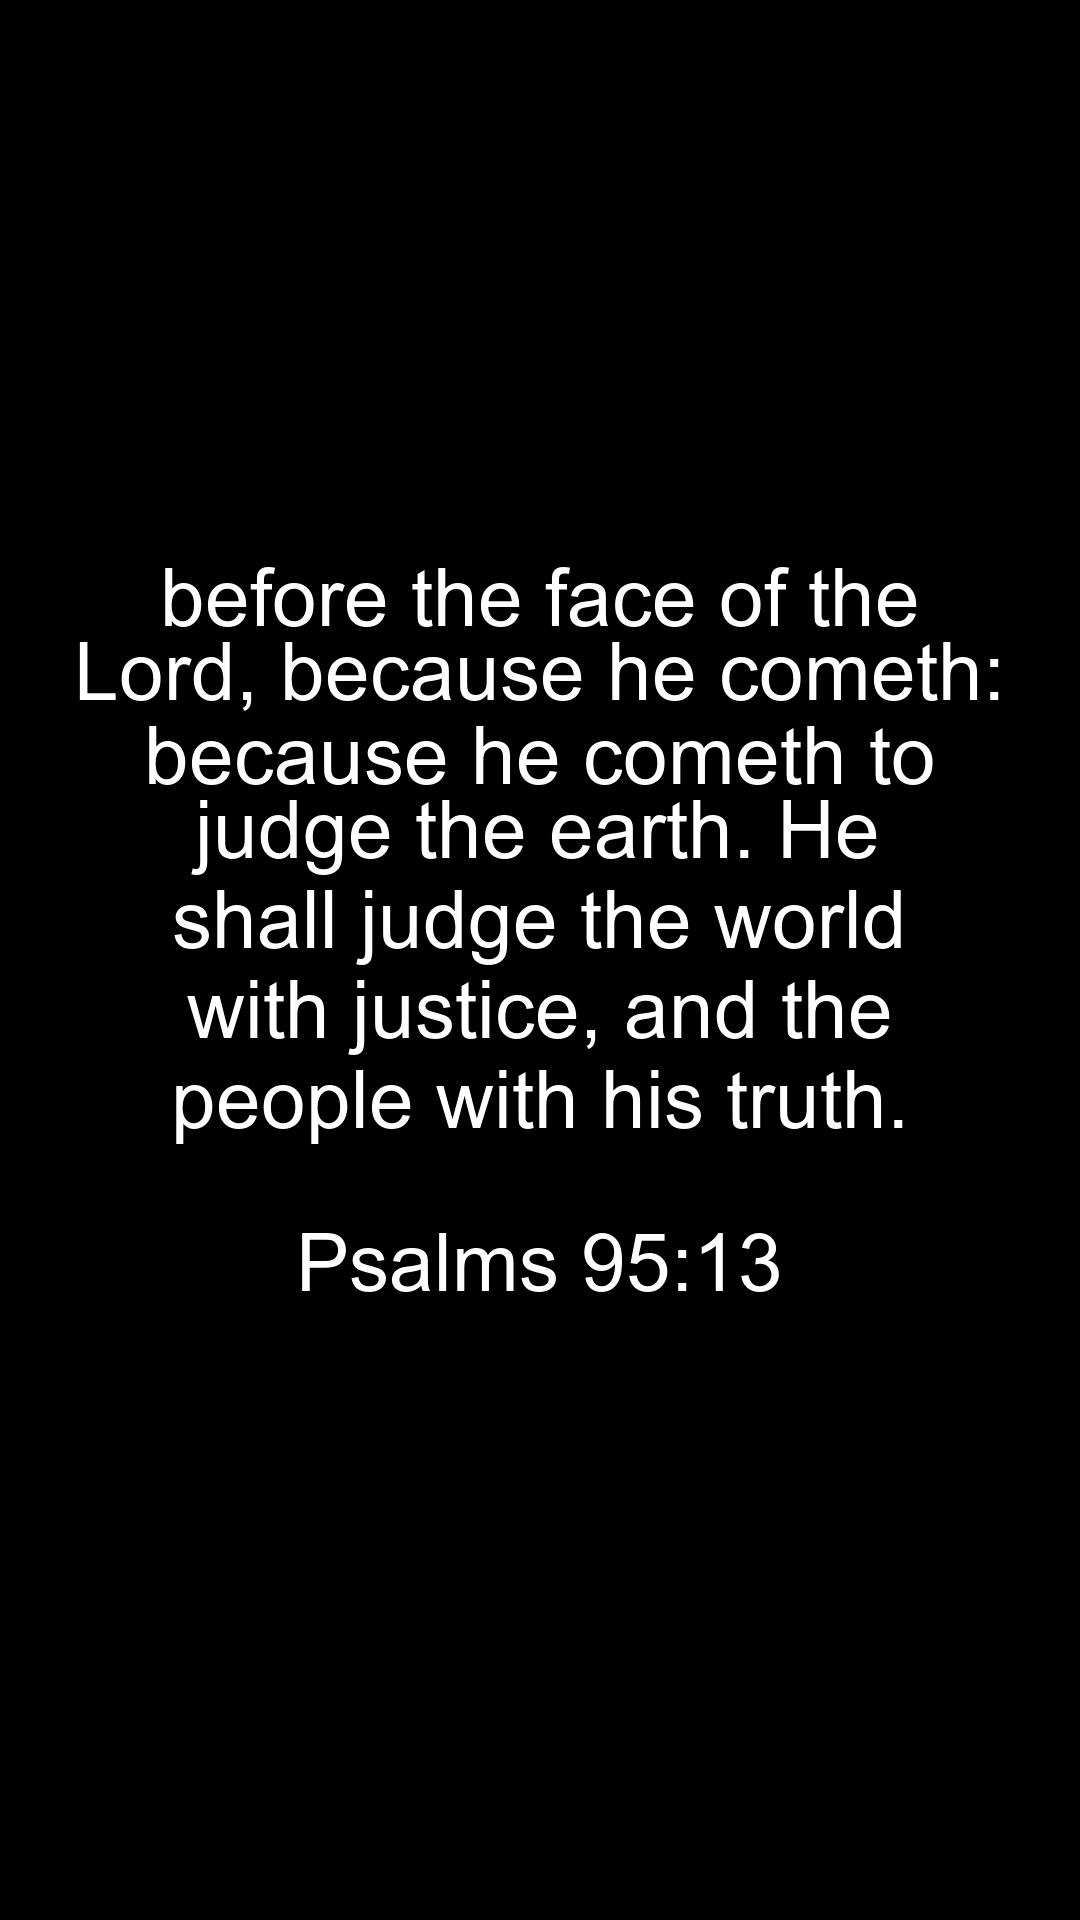 before the face of the
Lord, because he cometh:
because he cometh to
judge the earth. He
shall judge the world
with justice, and the
people with his truth.
Psalms 95:13